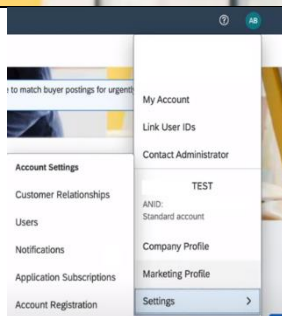 AB
e to match buyer postings for urgently
My Account
Link User IDs
Contact Administrator
TEST
ANID:
Standard account
Company Profile
Marketing Profile
Settings
Account Settings
Customer Relationships
Users
Notifications
Application Subscriptions
Account Registration